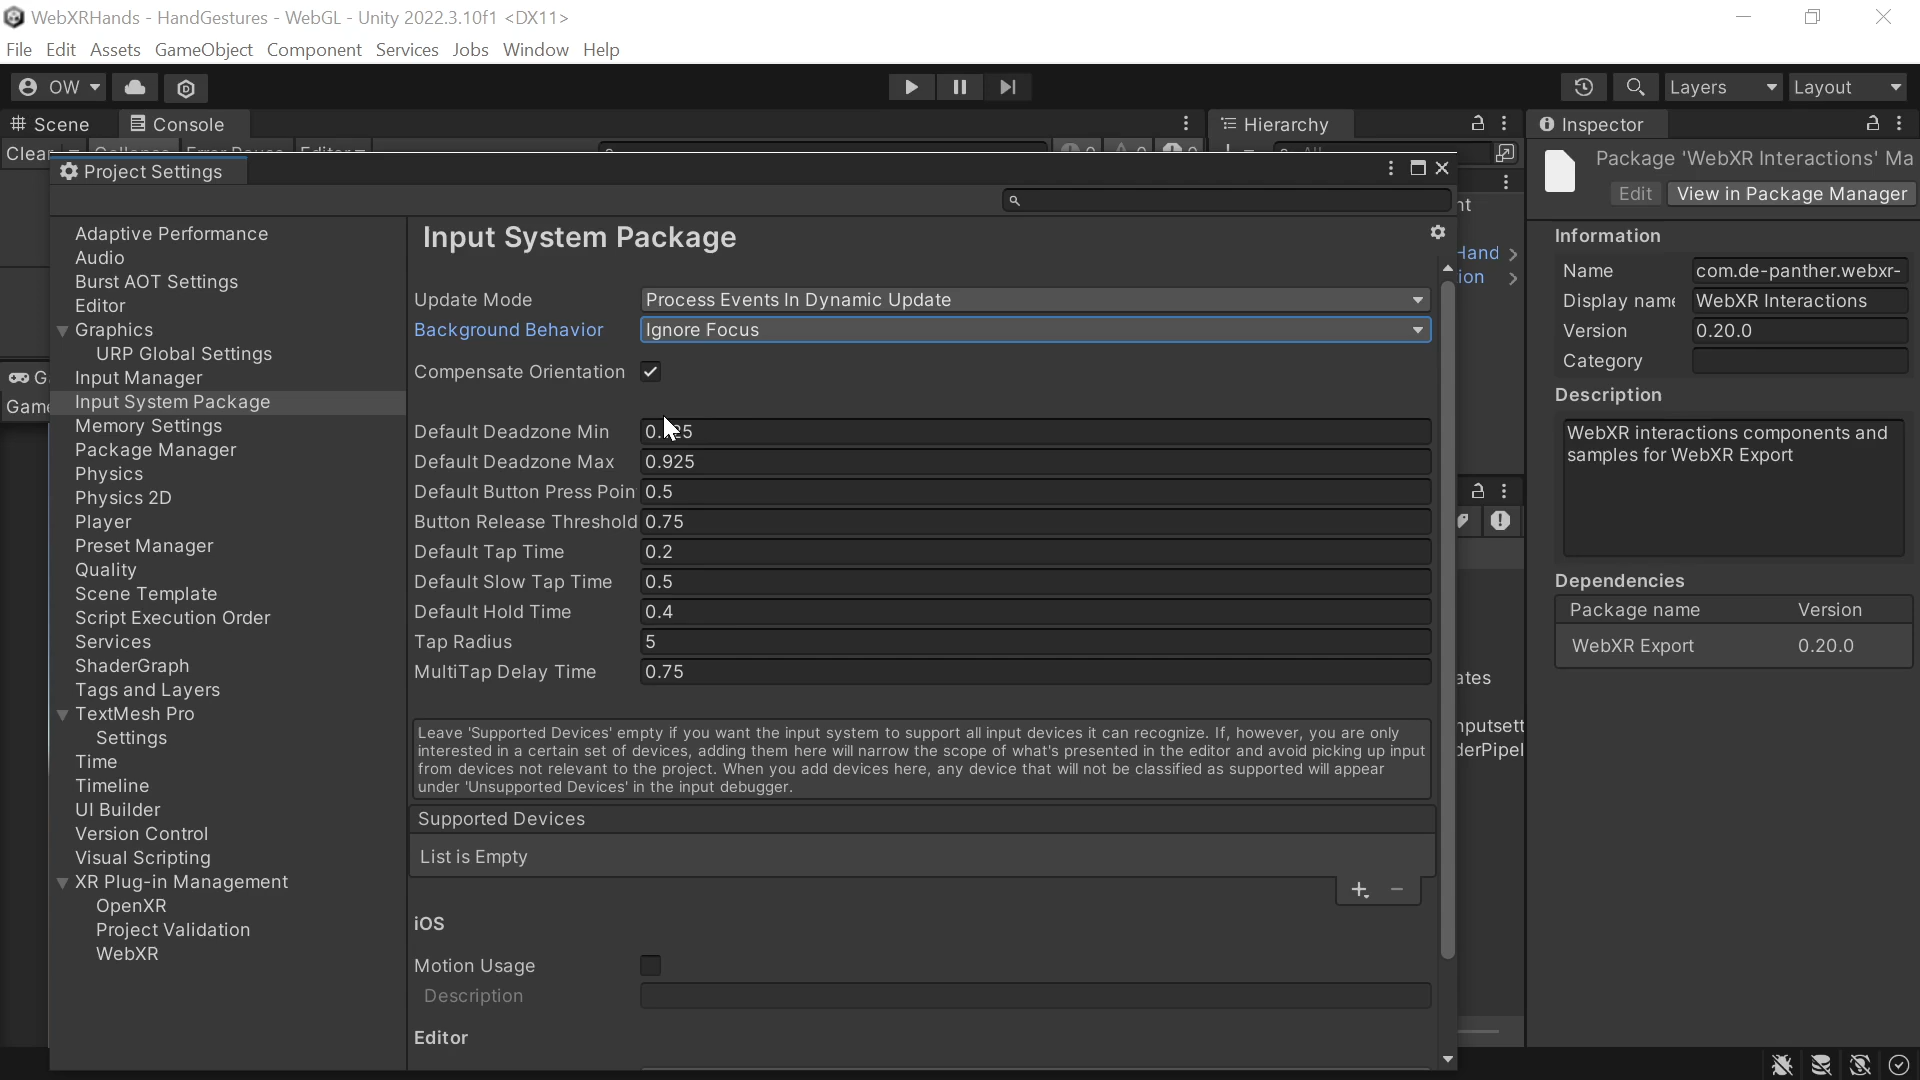 WebXRHands - HandGestures - WebGL - Unity 2022.3.10f1 <DX11>
File Edit Assets GameObject Component Services Jobs Window Help
OW Layers Layout
Scene Console Hierarchy Inspector
Clear Collapse Error Pause Editor
Package 'WebXR Interactions' Ma
Edit View in Package Manager
Project Settings
Adaptive Performance
Audio
Burst AOT Settings
Editor
Graphics
URP Global Settings
Input Manager
Input System Package
Memory Settings
Package Manager
Physics
Physics 2D
Player
Preset Manager
Quality
Scene Template
Script Execution Order
Services
ShaderGraph
Tags and Layers
TextMesh Pro
Settings
Time
Timeline
UI Builder
Version Control
Visual Scripting
XR Plug-in Management
OpenXR
Project Validation
WebXR
Input System Package
Update Mode Process Events In Dynamic Update
Background Behavior Ignore Focus
Compensate Orientation
Default Deadzone Min
Default Deadzone Max 0.925
Default Button Press Poin 0.5
Button Release Threshold 0.75
Default Tap Time 0.2
Default Slow Tap Time 0.5
Default Hold Time 0.4
Tap Radius 5
MultiTap Delay Time 0.75
Leave 'Supported Devices' empty if you want the input system to support all input devices it can recognize. If, however, you are only
interested in a certain set of devices, adding them here will narrow the scope of what's presented in the editor and avoid picking up input
from devices not relevant to the project. When you add devices here, any device that will not be classified as supported will appear
under 'Unsupported Devices' in the input debugger.
Supported Devices
List is Empty
iOS
Motion Usage
Description
Editor
Game
nt
Hand
ion
ates
nputsett
derPipel
Information
Name com.de-panther.webxr-
Display name WebXR Interactions
Version 0.20.0
Category
Description
WebXR interactions components and
samples for WebXR Export
Dependencies
Package name Version
WebXR Export 0.20.0